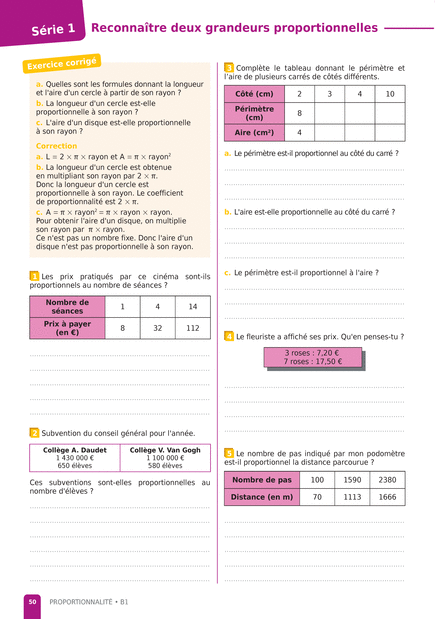 Série 1
Reconnaître deux grandeurs proportionnelles
Exercice corrigé
a. Quelles sont les formules donnant la longueur
et l'aire d'un cercle à partir de son rayon ?
b. La longueur d'un cercle est-elle
proportionnelle à son rayon ?
c. L'aire d'un disque est-elle proportionnelle
à son rayon ?
Correction
a. L = 2 × π × rayon et A = π × rayon²
b. La longueur d'un cercle est obtenue
en multipliant son rayon par 2 × π.
Donc la longueur d'un cercle est
proportionnelle à son rayon. Le coefficient
de proportionnalité est 2 × π.
c. A = π × rayon² = π × rayon × rayon.
Pour obtenir l'aire d'un disque, on multiplie
son rayon par π × rayon.
Ce n'est pas un nombre fixe. Donc l'aire d'un
disque n'est pas proportionnelle à son rayon.
1 Les prix pratiqués par ce cinéma sont-ils
proportionnels au nombre de séances ?
Nombre de
séances
1 4 14
Prix à payer
(en €)
8 32 112
2 Subvention du conseil général pour l'année.
Collège A. Daudet
1 430 000 €
650 élèves
Collège V. Van Gogh
1 100 000 €
580 élèves
Ces subventions sont-elles proportionnelles au
nombre d'élèves ?
3 Complète le tableau donnant le périmètre et
l'aire de plusieurs carrés de côtés différents.
Côté (cm) 2 3 4 10
Périmètre
(cm)
8
Aire (cm²) 4
a. Le périmètre est-il proportionnel au côté du carré ?
b. L'aire est-elle proportionnelle au côté du carré ?
c. Le périmètre est-il proportionnel à l'aire ?
4 Le fleuriste a affiché ses prix. Qu'en penses-tu ?
3 roses : 7,20 €
7 roses : 17,50 €
5 Le nombre de pas indiqué par mon podomètre
est-il proportionnel la distance parcourue ?
Nombre de pas 100 1590 2380
Distance (en m) 70 1113 1666
50 PROPORTIONNALITÉ • B1